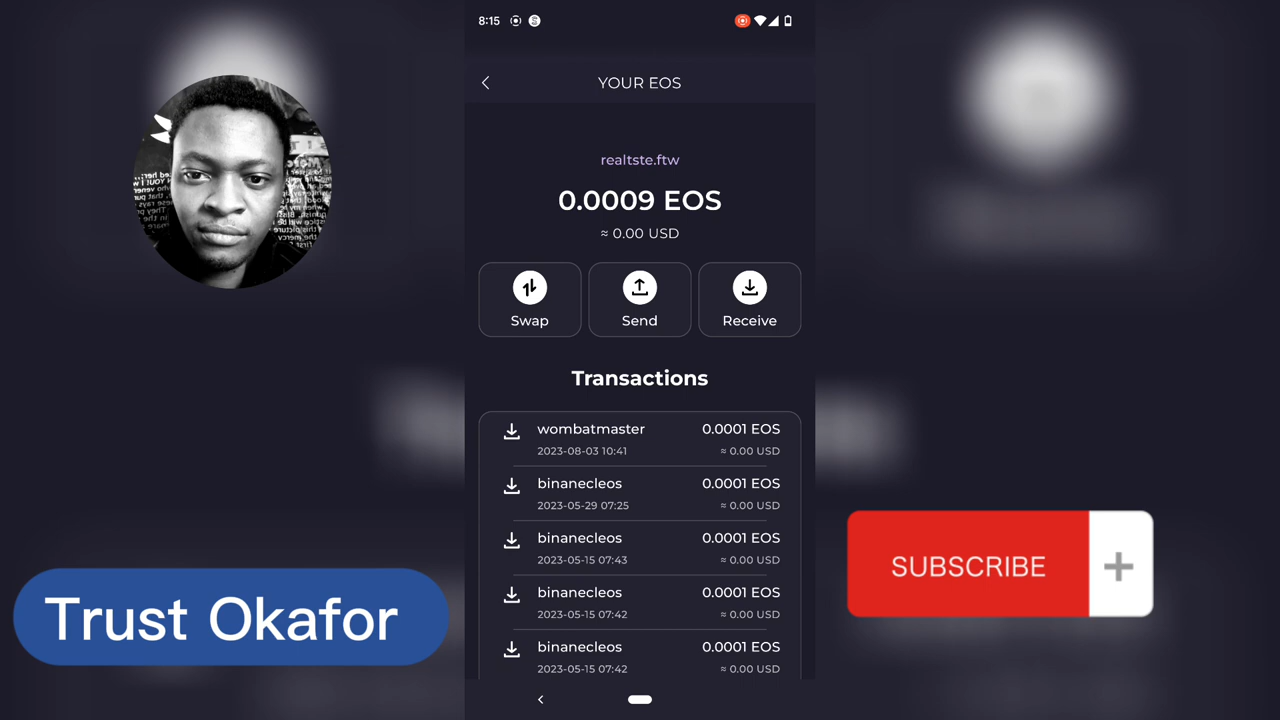 8:15
YOUR EOS
realtste.ftw
0.0009 EOS
≈ 0.00 USD
Swap
Send
Receive
Transactions
wombatmaster 0.0001 EOS
2023-08-03 10:41 ≈ 0.00 USD
binanecleos 0.0001 EOS
2023-05-29 07:25 ≈ 0.00 USD
binanecleos 0.0001 EOS
2023-05-15 07:43 ≈ 0.00 USD
binanecleos 0.0001 EOS
2023-05-15 07:42 ≈ 0.00 USD
binanecleos 0.0001 EOS
2023-05-15 07:42 ≈ 0.00 USD
Trust Okafor
SUBSCRIBE +